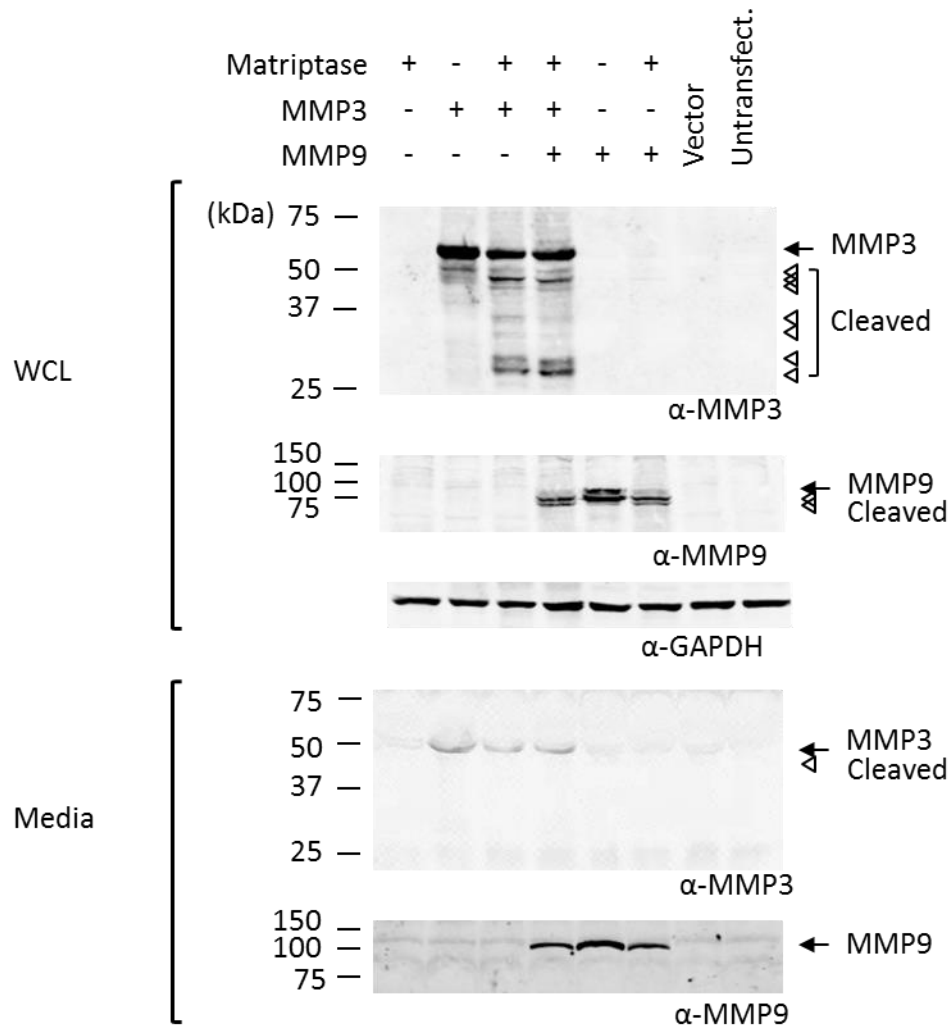 Matriptase + - + + - +
MMP3 - + + + - -
MMP9 - - - + + +
Vector
Untransfect.
WCL
(kDa)
75
50
37
25
MMP3
Cleaved
α-MMP3
150
100
75
MMP9
Cleaved
α-MMP9
α-GAPDH
Media
75
50
37
25
MMP3
Cleaved
α-MMP3
150
100
75
MMP9
α-MMP9